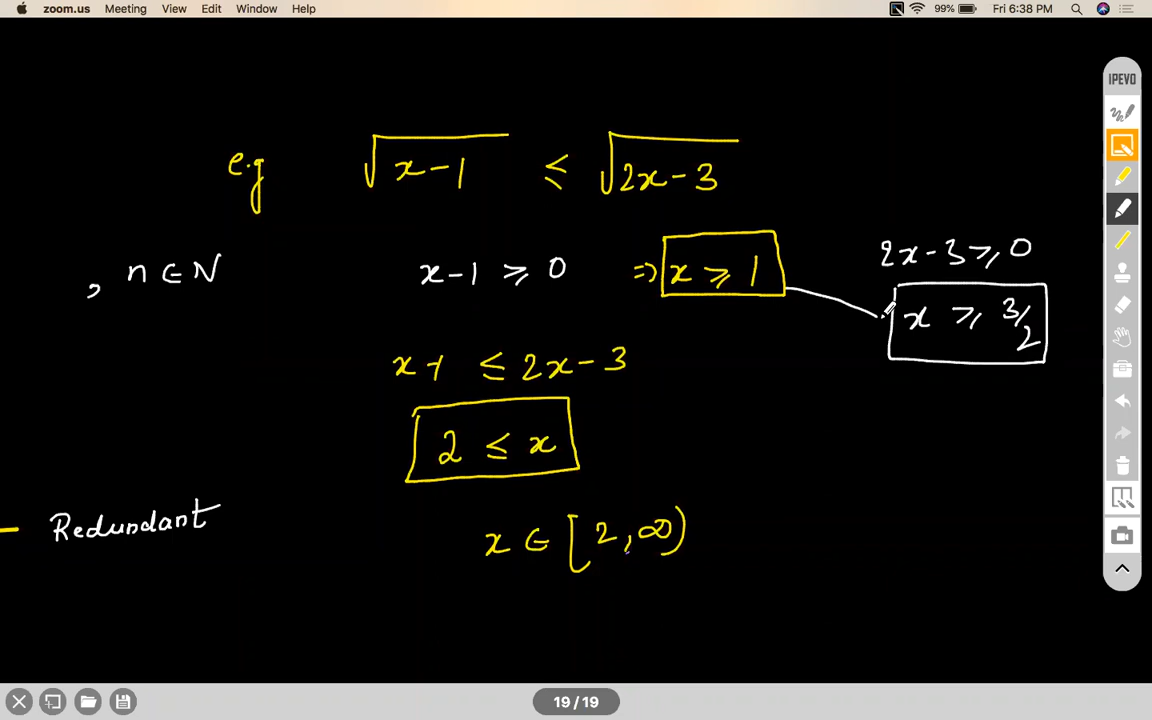 zoom.us Meeting View Edit Window Help 99% Fri 6:38 PM
IPEVO
e.g √(x-1) ≤ √(2x-3)
2x-3 ≥ 0
, n ∈ N x-1 ≥ 0 ⇒ x ≥ 1
x ≥ 3/2
x-1 ≤ 2x-3
2 ≤ x
Redundant
x ∈ [2, ∞)
19 / 19